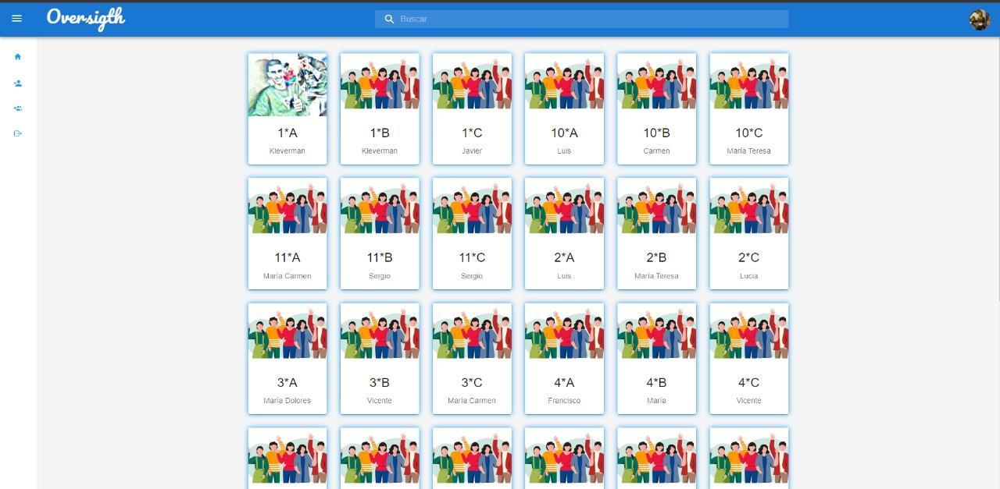 Oversigth
Buscar
1*A
Kleverman
1*B
Kleverman
1*C
Javier
10*A
Luis
10*B
Carmen
10*C
María Teresa
11*A
María Carmen
11*B
Sergio
11*C
Sergio
2*A
Luis
2*B
María Teresa
2*C
Lucia
3*A
María Dolores
3*B
Vicente
3*C
María Carmen
4*A
Francisco
4*B
María
4*C
Vicente